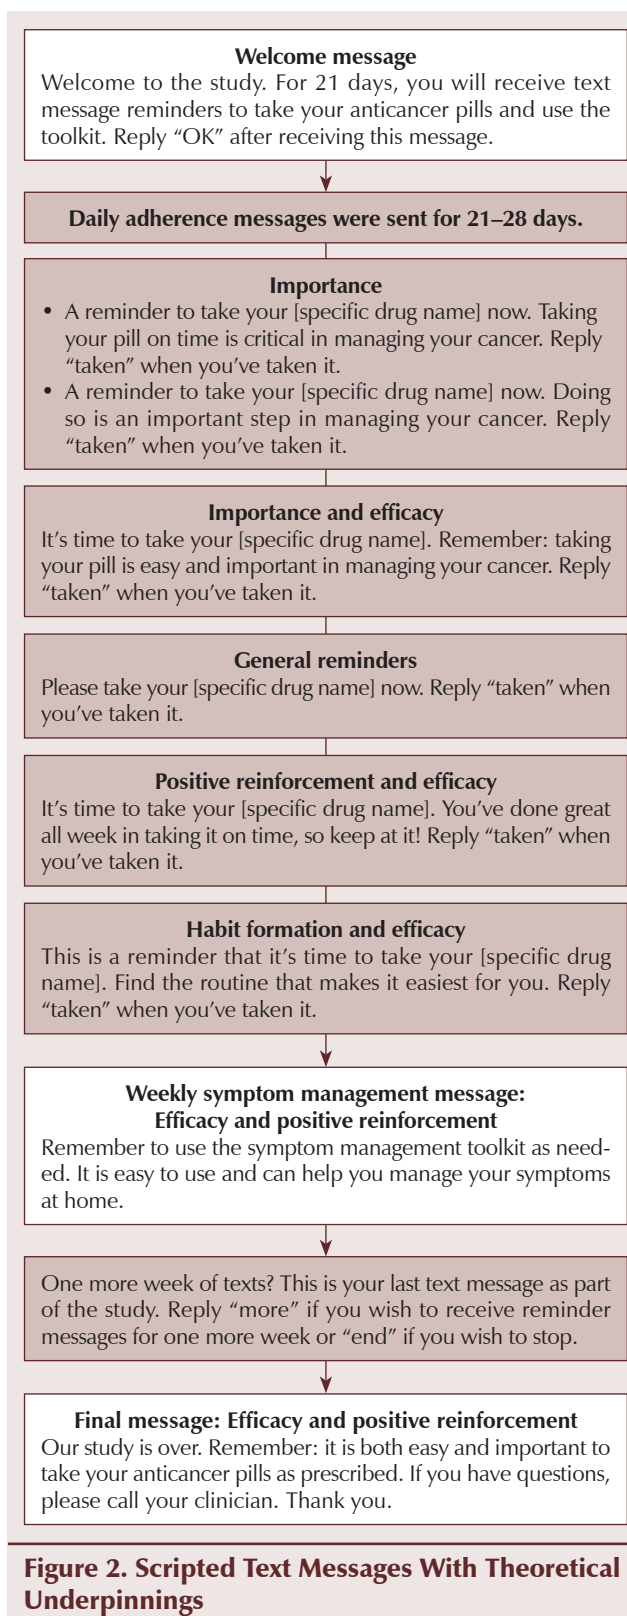 Welcome message
Welcome to the study. For 21 days, you will receive text
message reminders to take your anticancer pills and use the
toolkit. Reply “OK” after receiving this message.
Daily adherence messages were sent for 21–28 days.
Importance
• A reminder to take your [specific drug name] now. Taking
your pill on time is critical in managing your cancer. Reply
“taken” when you’ve taken it.
• A reminder to take your [specific drug name] now. Doing
so is an important step in managing your cancer. Reply
“taken” when you’ve taken it.
Importance and efficacy
It’s time to take your [specific drug name]. Remember: taking
your pill is easy and important in managing your cancer. Reply
“taken” when you’ve taken it.
General reminders
Please take your [specific drug name] now. Reply “taken” when
you’ve taken it.
Positive reinforcement and efficacy
It’s time to take your [specific drug name]. You’ve done great
all week in taking it on time, so keep at it! Reply “taken” when
you’ve taken it.
Habit formation and efficacy
This is a reminder that it’s time to take your [specific drug
name]. Find the routine that makes it easiest for you. Reply
“taken” when you’ve taken it.
Weekly symptom management message:
Efficacy and positive reinforcement
Remember to use the symptom management toolkit as need-
ed. It is easy to use and can help you manage your symptoms
at home.
One more week of texts? This is your last text message as part
of the study. Reply “more” if you wish to receive reminder
messages for one more week or “end” if you wish to stop.
Final message: Efficacy and positive reinforcement
Our study is over. Remember: it is both easy and important to
take your anticancer pills as prescribed. If you have questions,
please call your clinician. Thank you.
Figure 2. Scripted Text Messages With Theoretical
Underpinnings